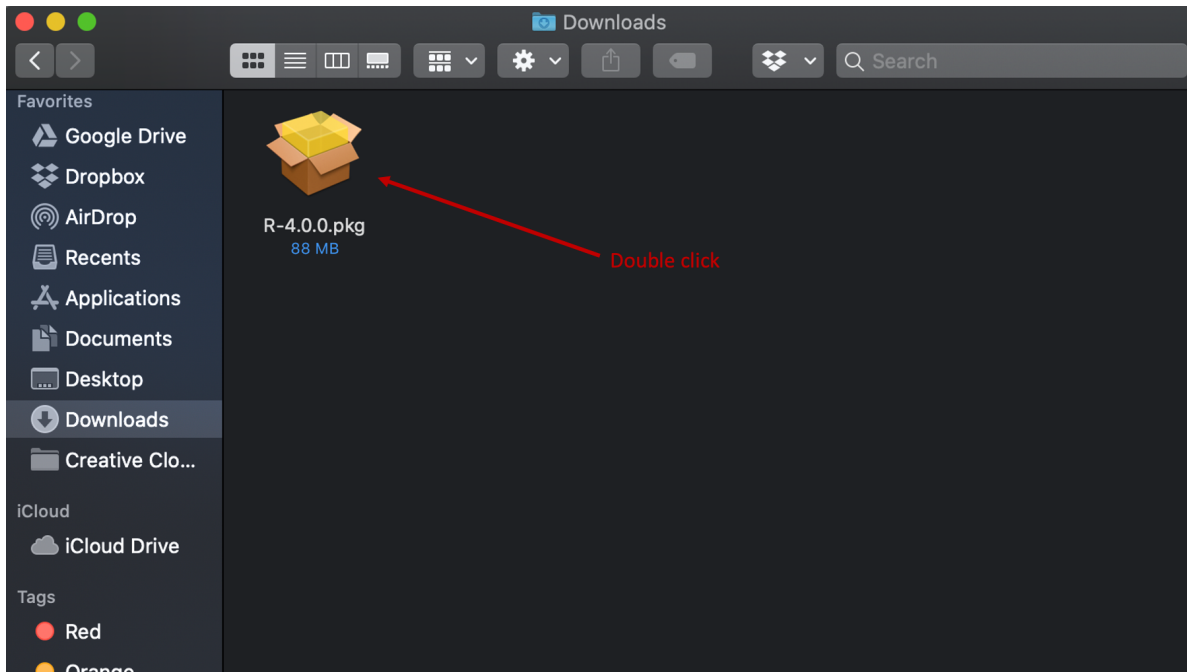 Downloads
Search
Favorites
Google Drive
Dropbox
AirDrop
Recents
Applications
Documents
Desktop
Downloads
Creative Clo...
iCloud
iCloud Drive
Tags
Red
Orange
R-4.0.0.pkg
88 MB
Double click